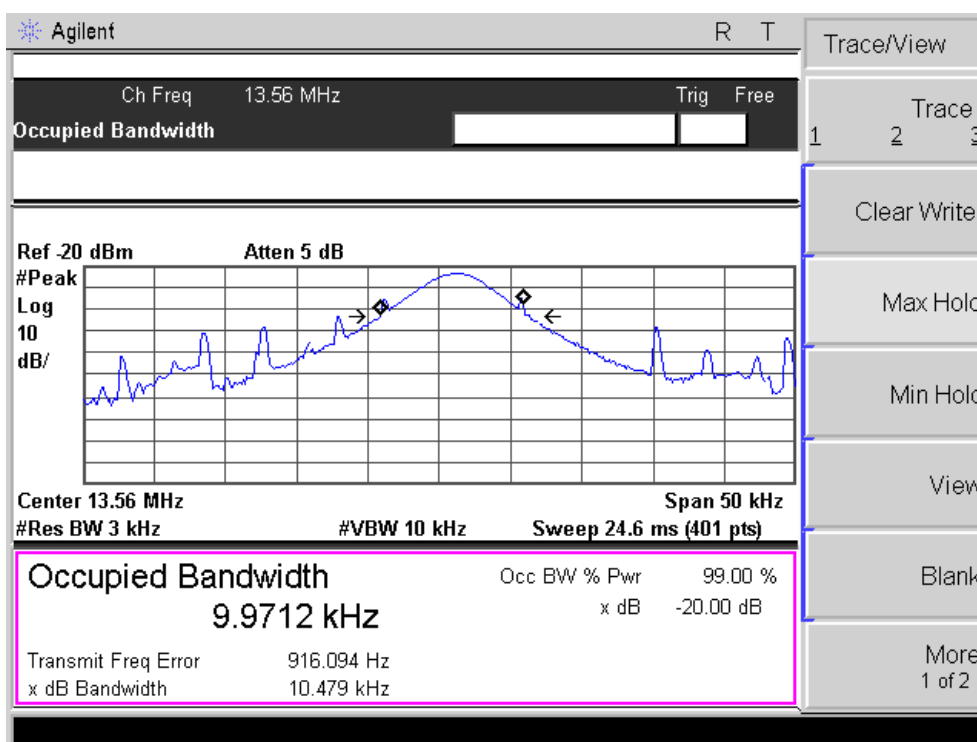 Agilent R T
Trace/View
Ch Freq 13.56 MHz Trig Free
Occupied Bandwidth
Trace
1 2 3
Clear Write
Max Hold
Min Hold
View
Blank
More
1 of 2
Ref -20 dBm Atten 5 dB
#Peak
Log
10
dB/
Center 13.56 MHz Span 50 kHz
#Res BW 3 kHz #VBW 10 kHz Sweep 24.6 ms (401 pts)
Occupied Bandwidth Occ BW % Pwr 99.00 %
9.9712 kHz x dB -20.00 dB
Transmit Freq Error 916.094 Hz
x dB Bandwidth 10.479 kHz